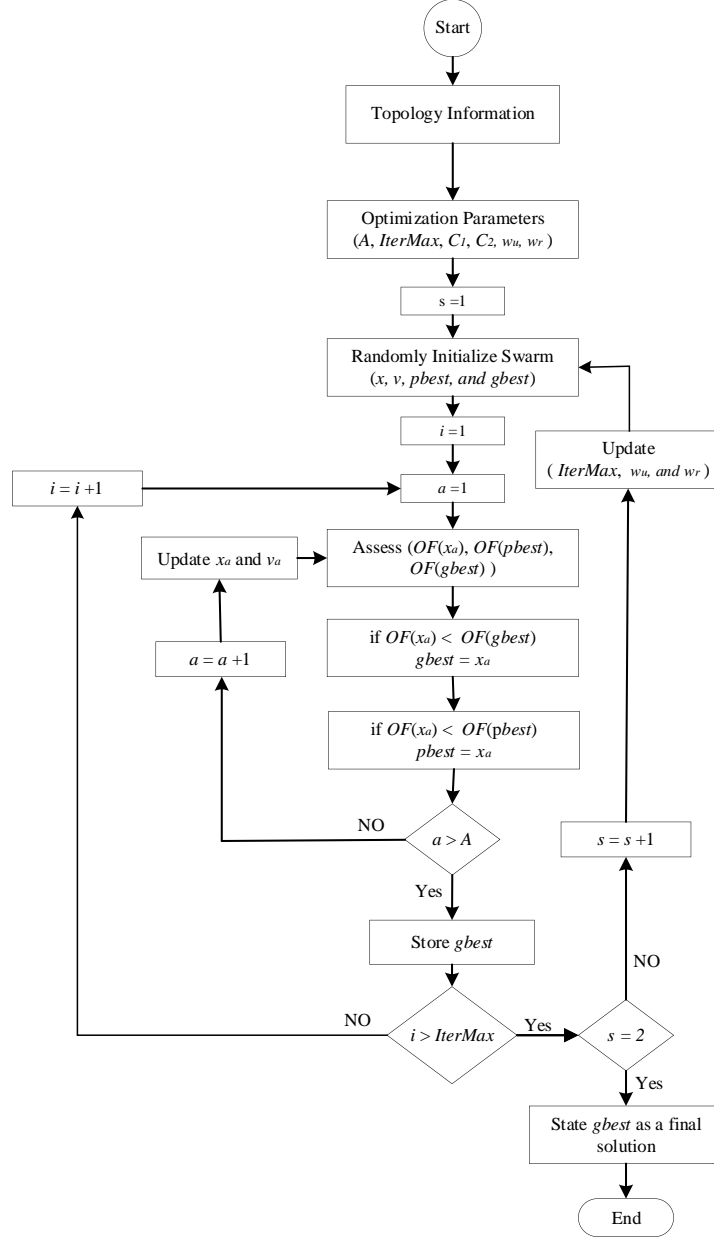 Start
Topology Information
Optimization Parameters
(A, IterMax, C1, C2, wu, wr )
s =1
Randomly Initialize Swarm
(x, v, pbest, and gbest)
i =1
Update
( IterMax, wu, and wr )
i = i +1
a =1
Update xa and va
Assess (OF(xa), OF(pbest),
OF(gbest) )
a = a +1
if OF(xa) < OF(gbest)
gbest = xa
if OF(xa) < OF(pbest)
pbest = xa
NO
a > A
s = s +1
Yes
Store gbest
NO
NO
i > IterMax
Yes
s = 2
Yes
State gbest as a final
solution
End